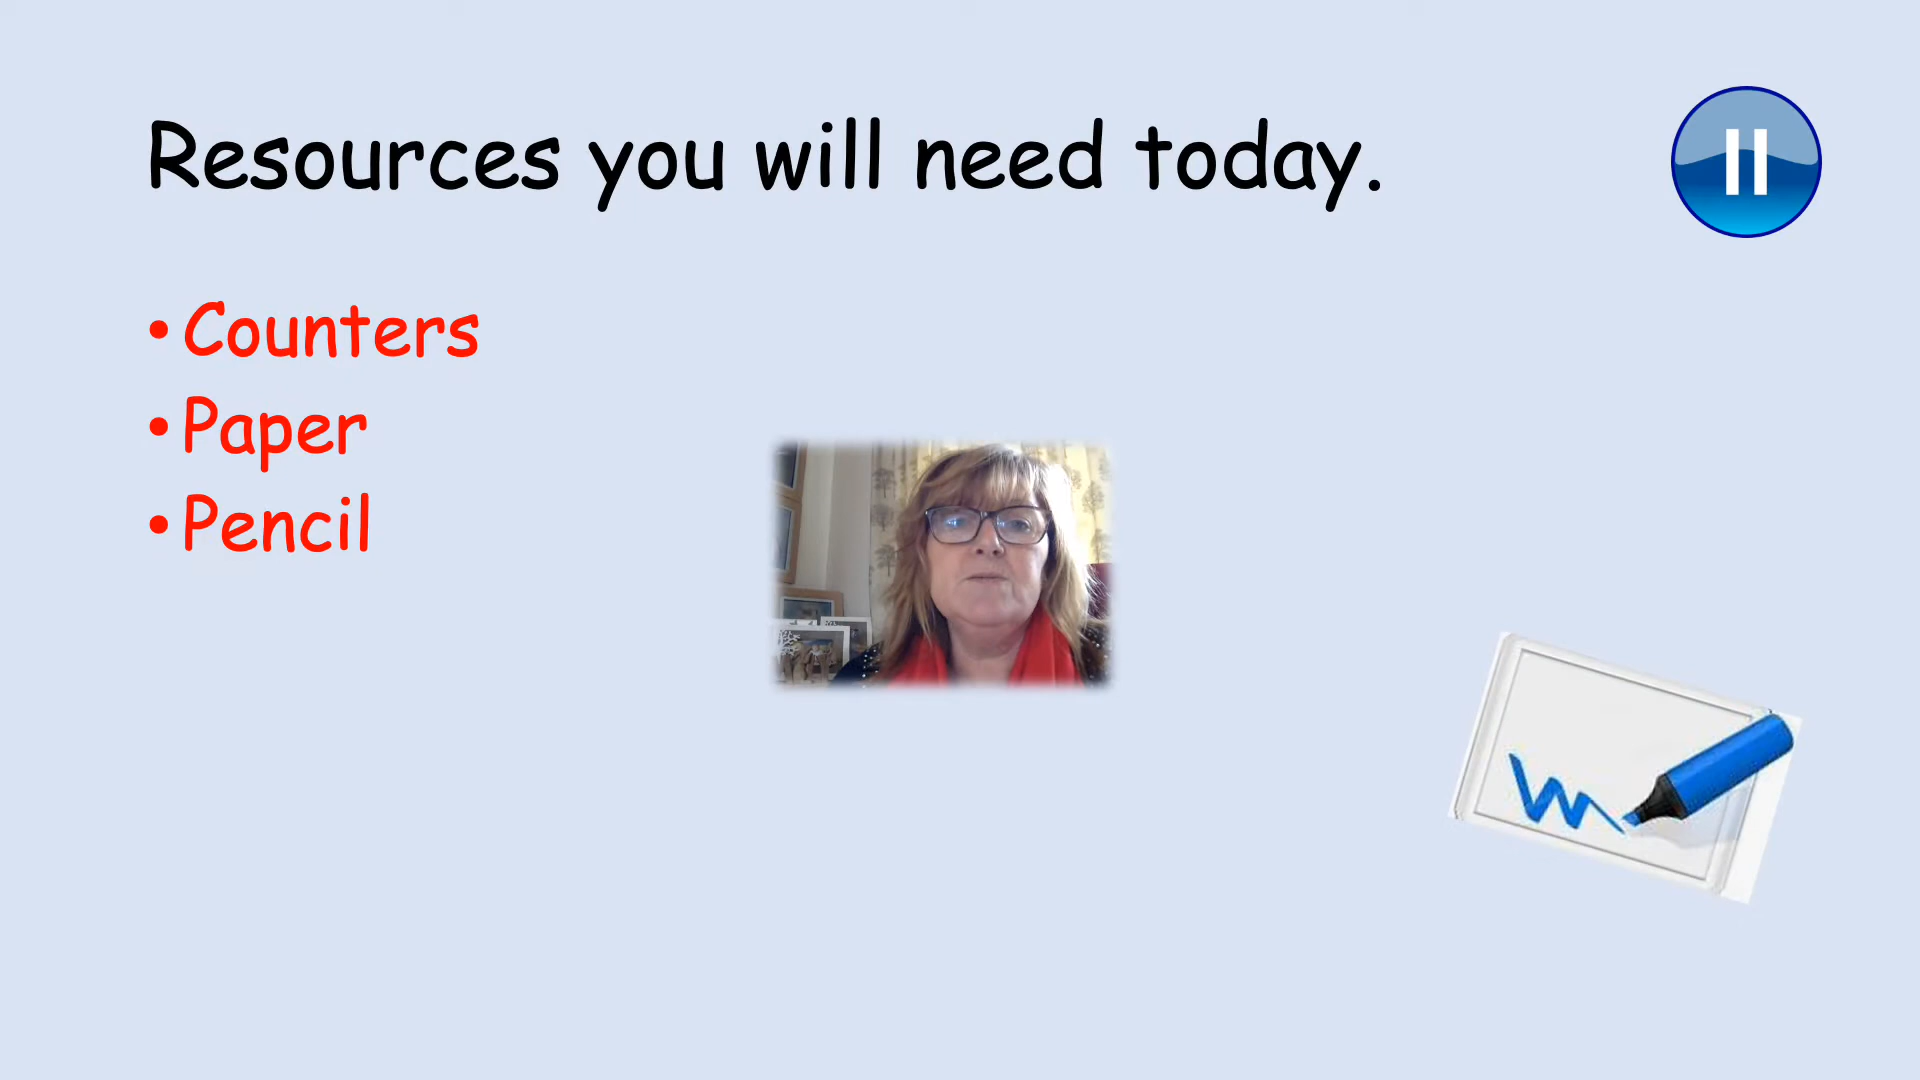 Resources you will need today.
• Counters
• Paper
• Pencil